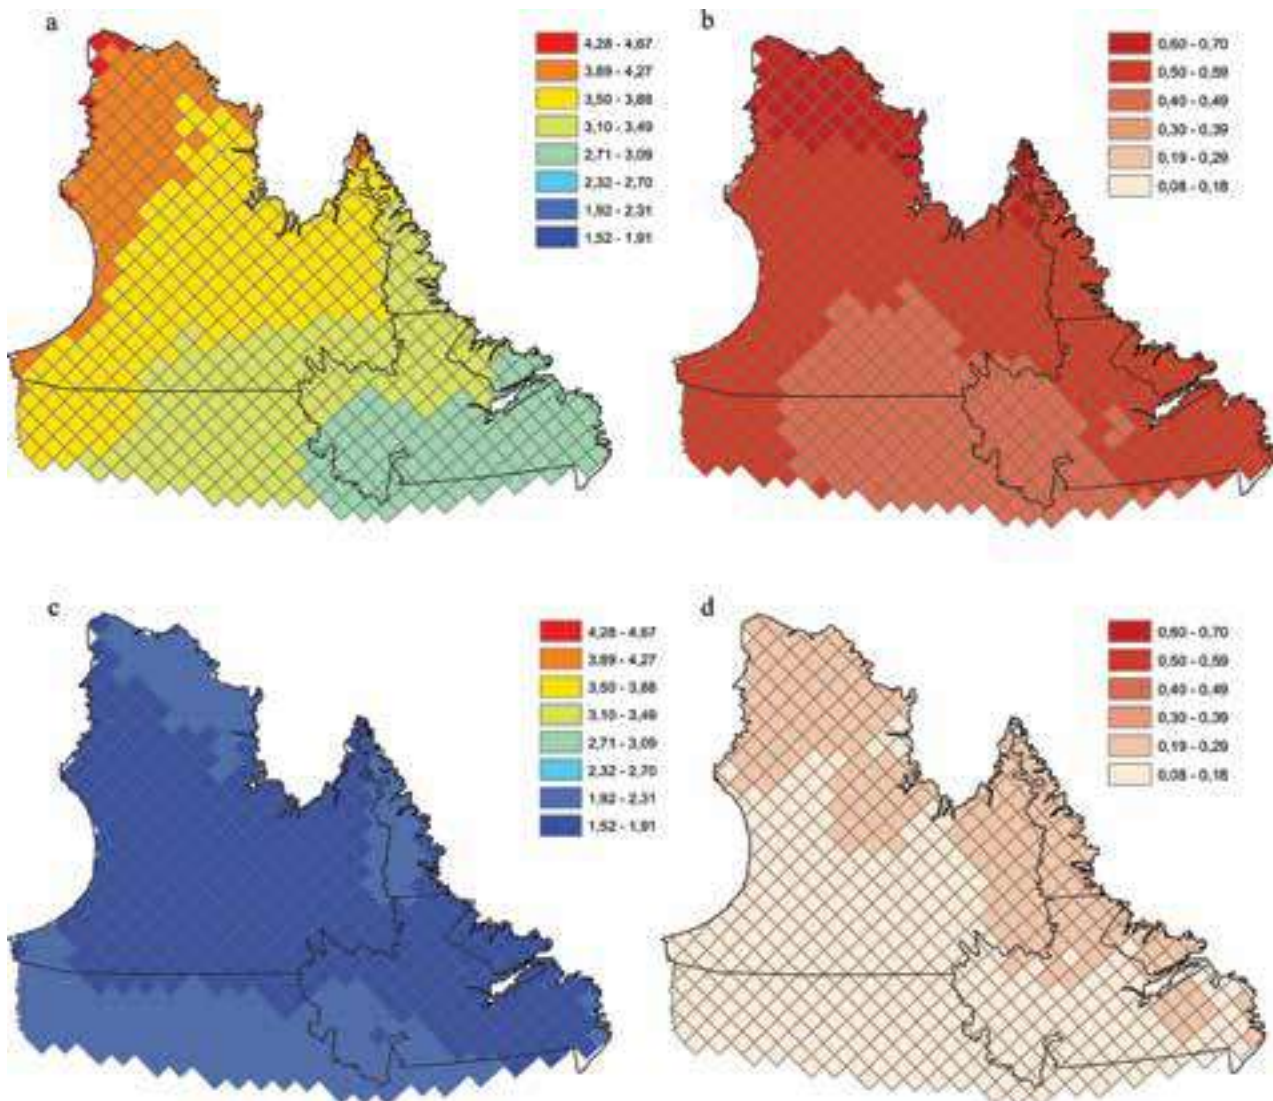 a
4,28 - 4,67
3,89 - 4,27
3,50 - 3,88
3,10 - 3,49
2,71 - 3,09
2,32 - 2,70
1,92 - 2,31
1,52 - 1,91
b
0,60 - 0,70
0,50 - 0,59
0,40 - 0,49
0,30 - 0,39
0,19 - 0,29
0,08 - 0,18
c
4,28 - 4,67
3,89 - 4,27
3,50 - 3,88
3,10 - 3,49
2,71 - 3,09
2,32 - 2,70
1,92 - 2,31
1,52 - 1,91
d
0,60 - 0,70
0,50 - 0,59
0,40 - 0,49
0,30 - 0,39
0,19 - 0,29
0,08 - 0,18